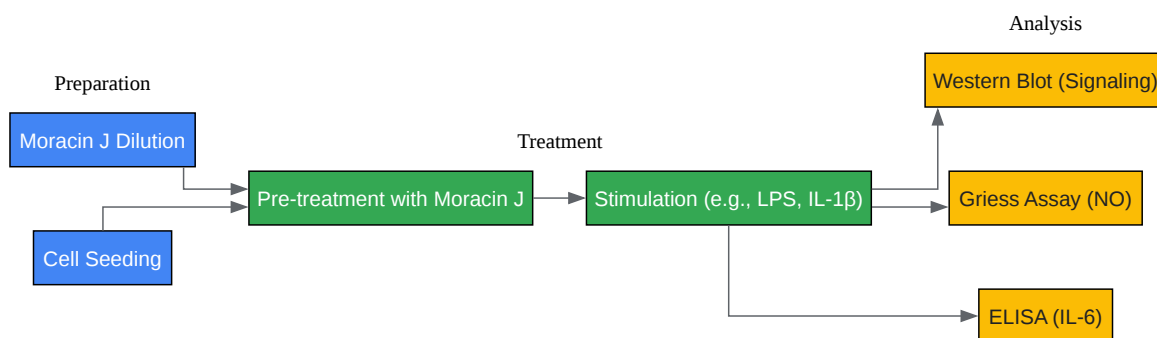 Preparation
Moracin J Dilution
Cell Seeding
Treatment
Pre-treatment with Moracin J
Stimulation (e.g., LPS, IL-1β)
Analysis
Western Blot (Signaling)
Griess Assay (NO)
ELISA (IL-6)